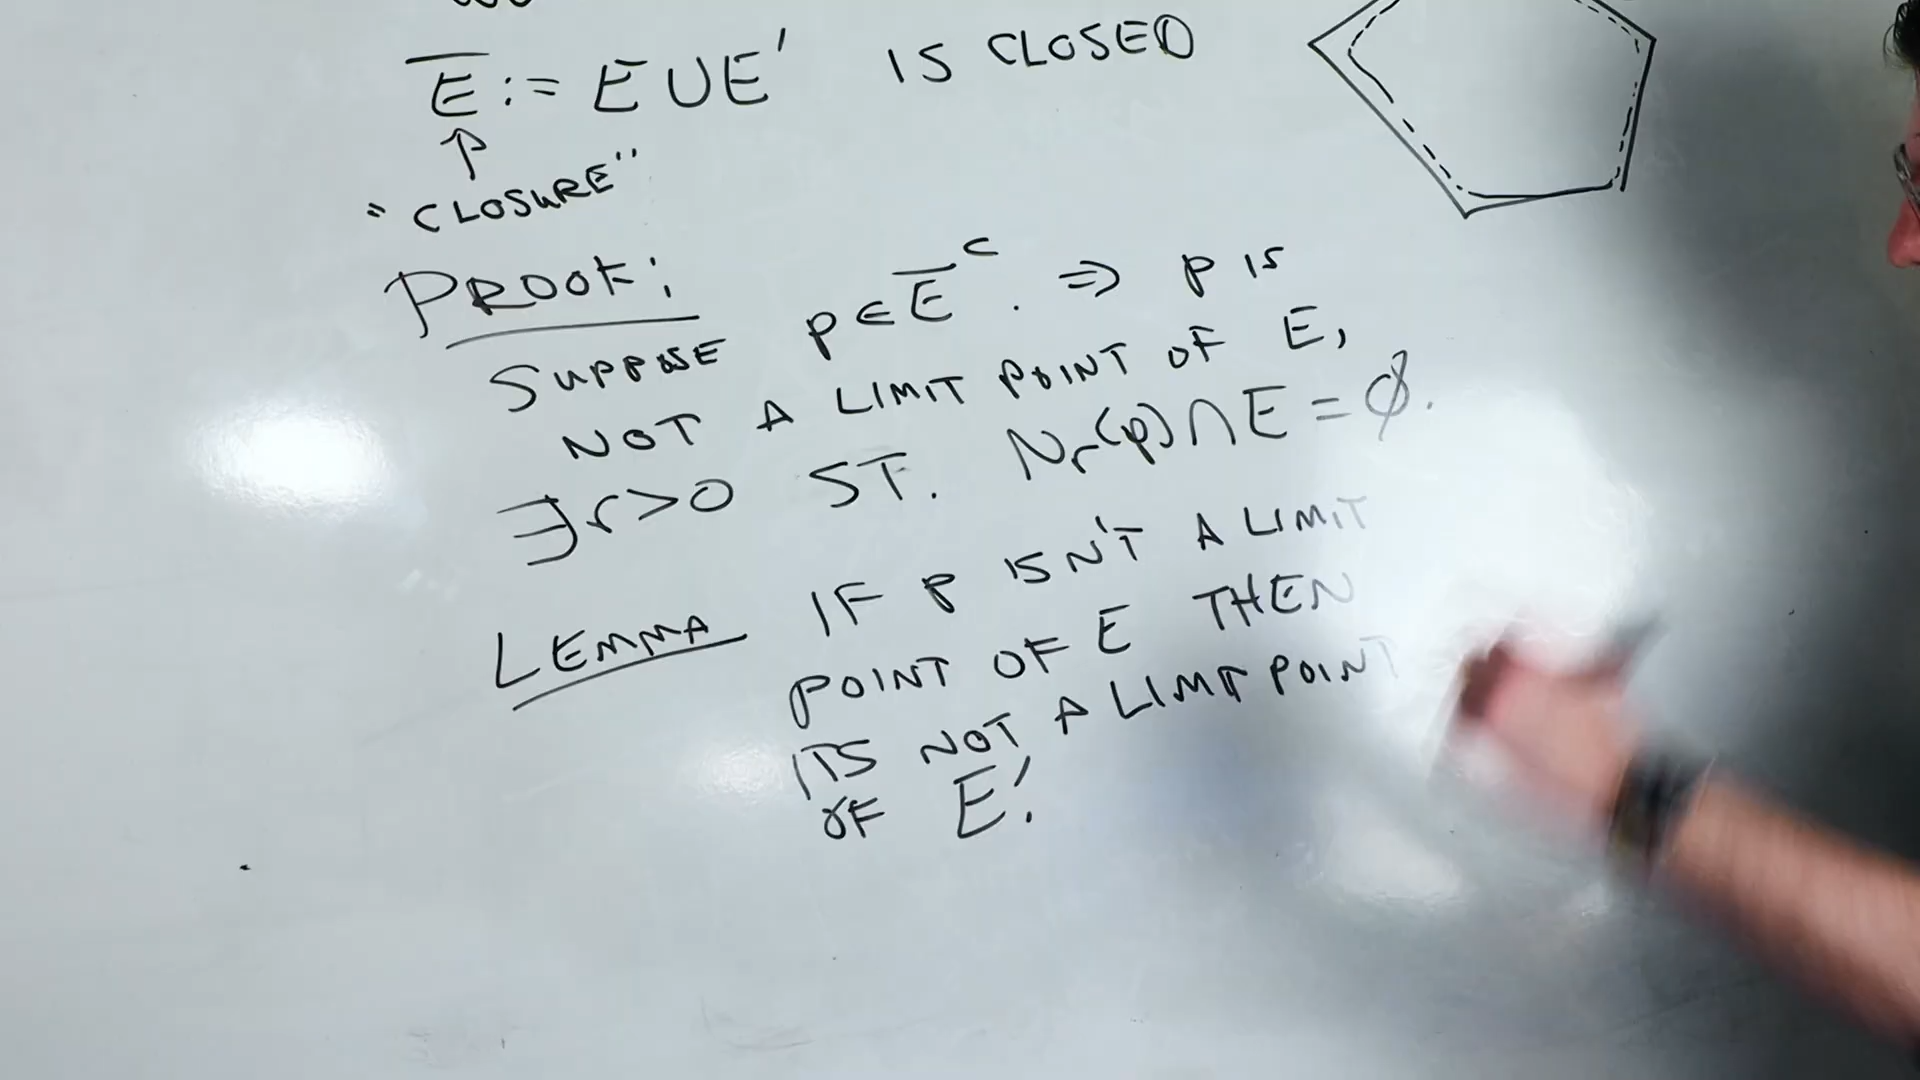 E̅ := E ∪ E' IS CLOSED
↑
"CLOSURE"
PROOF:
SUPPOSE p ∈ E̅ᶜ. ⇒ p IS
NOT A LIMIT POINT OF E,
∃r>0 ST. Nr(p)∩E = ∅.
LEMMA IF p ISN'T A LIMIT
POINT OF E THEN
ITS NOT A LIMIT POINT
OF E'.